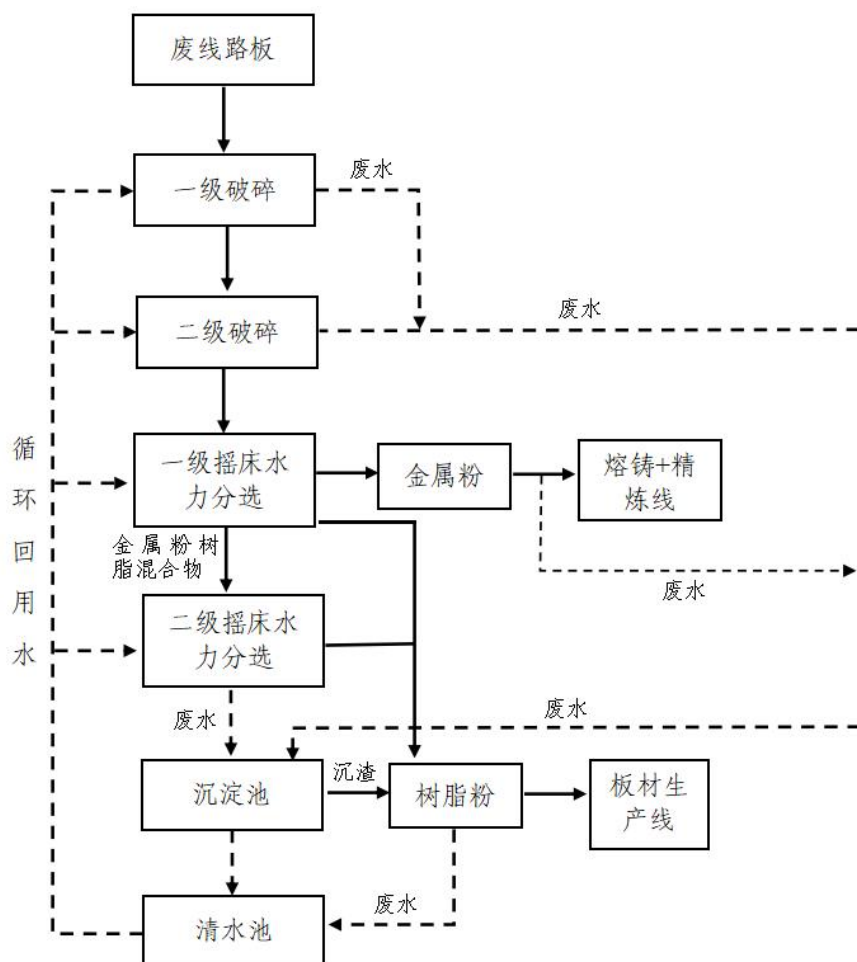 废线路板
废水
一级破碎
废水
二级破碎
循环回用水
一级摇床水
力分选
金属粉
熔铸+精
炼线
金属粉树
脂混合物
废水
二级摇床水
力分选
废水
废水
沉淀池
沉渣
树脂粉
板材生
产线
废水
清水池